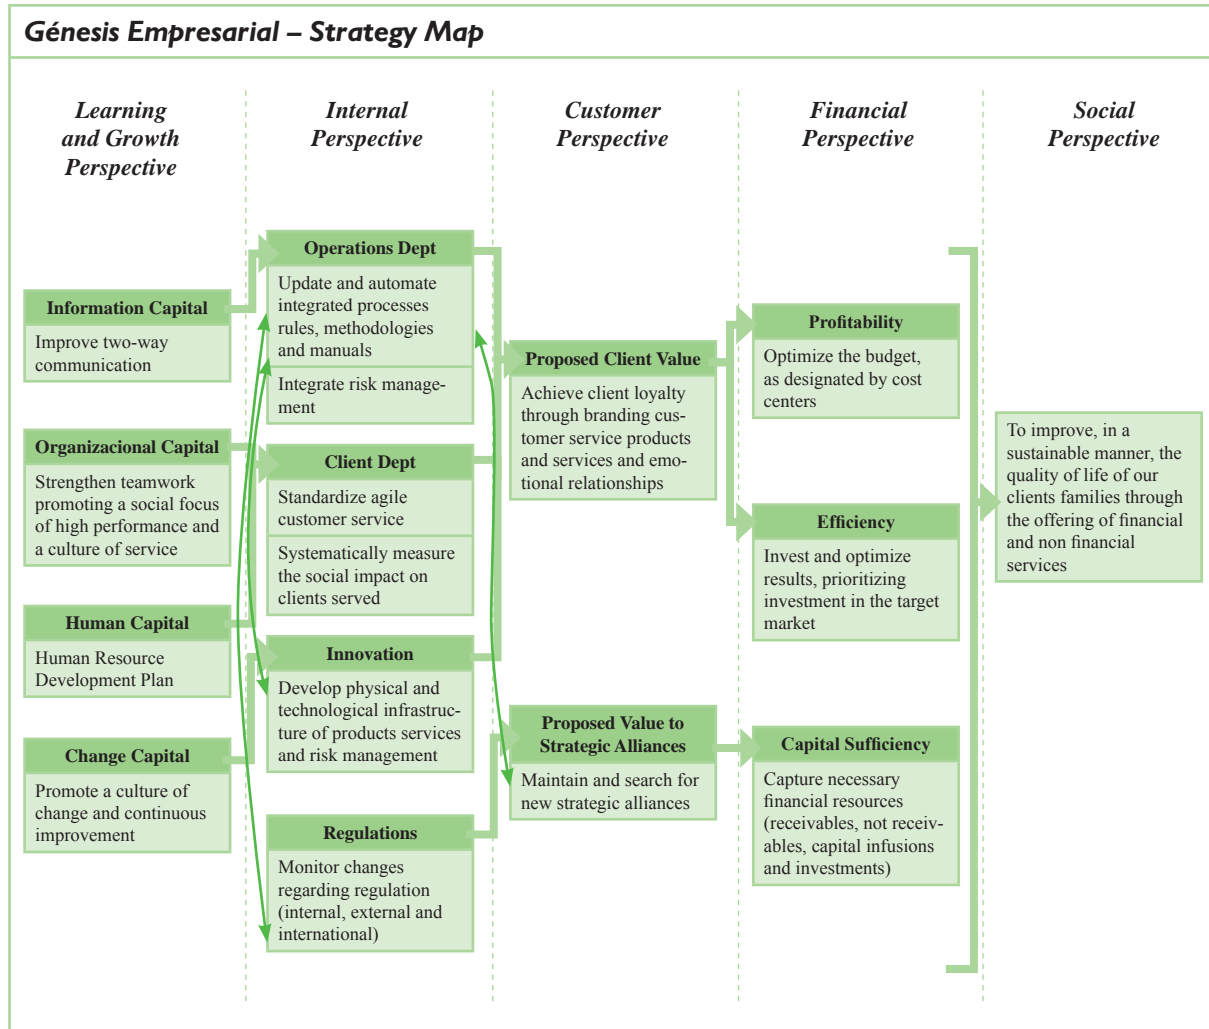 Génesis Empresarial – Strategy Map
Learning
and Growth
Perspective
Internal
Perspective
Customer
Perspective
Financial
Perspective
Social
Perspective
Information Capital
Improve two-way
communication
Organizacional Capital
Strengthen teamwork
promoting a social focus
of high performance and
a culture of service
Human Capital
Human Resource
Development Plan
Change Capital
Promote a culture of
change and continuous
improvement
Operations Dept
Update and automate
integrated processes
rules, methodologies
and manuals
Integrate risk manage-
ment
Client Dept
Standardize agile
customer service
Systematically measure
the social impact on
clients served
Innovation
Develop physical and
technological infrastruc-
ture of products services
and risk management
Regulations
Monitor changes
regarding regulation
(internal, external and
international)
Proposed Client Value
Achieve client loyalty
through branding cus-
tomer service products
and services and emo-
tional relationships
Proposed Value to
Strategic Alliances
Maintain and search for
new strategic alliances
Profitability
Optimize the budget,
as designated by cost
centers
Efficiency
Invest and optimize
results, prioritizing
investment in the target
market
Capital Sufficiency
Capture necessary
financial resources
(receivables, not receiv-
ables, capital infusions
and investments)
To improve, in a
sustainable manner, the
quality of life of our
clients families through
the offering of financial
and non financial
services